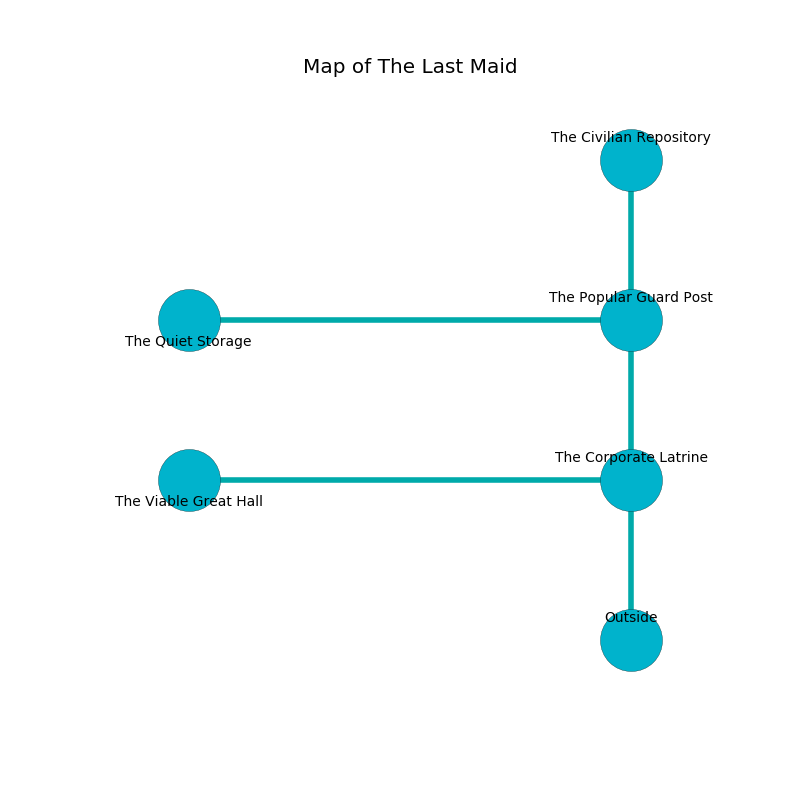 Map of The Last Maid
The Civilian Repository
The Popular Guard Post
The Quiet Storage
The Corporate Latrine
The Viable Great Hall
Outside